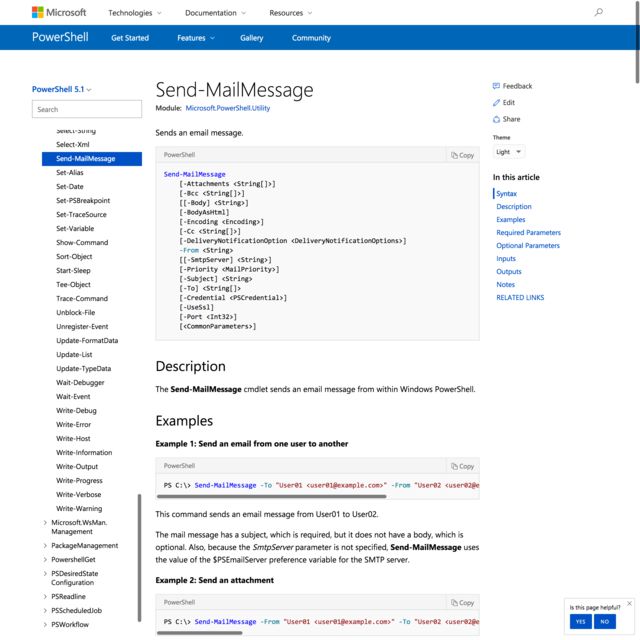 Microsoft
Technologies
Documentation
Resources
PowerShell
Get Started
Features
Gallery
Community
PowerShell 5.1
Search
Select-String
Select-Xml
Send-MailMessage
Set-Alias
Set-Date
Set-PSBreakpoint
Set-TraceSource
Set-Variable
Show-Command
Sort-Object
Start-Sleep
Tee-Object
Trace-Command
Unblock-File
Unregister-Event
Update-FormatData
Update-List
Update-TypeData
Wait-Debugger
Wait-Event
Write-Debug
Write-Error
Write-Host
Write-Information
Write-Output
Write-Progress
Write-Verbose
Write-Warning
Microsoft.WsMan.
Management
PackageManagement
PowershellGet
PSDesiredState
Configuration
PSReadline
PSScheduledJob
PSWorkflow
Send-MailMessage
Module: Microsoft.PowerShell.Utility
Sends an email message.
PowerShell
Copy
Send-MailMessage
[-Attachments <String[]>]
[-Bcc <String[]>]
[[-Body] <String>]
[-BodyAsHtml]
[-Encoding <Encoding>]
[-Cc <String[]>]
[-DeliveryNotificationOption <DeliveryNotificationOptions>]
-From <String>
[[-SmtpServer] <String>]
[-Priority <MailPriority>]
[-Subject] <String>
[-To] <String[]>
[-Credential <PSCredential>]
[-UseSsl]
[-Port <Int32>]
[<CommonParameters>]
Description
The Send-MailMessage cmdlet sends an email message from within Windows PowerShell.
Examples
Example 1: Send an email from one user to another
PowerShell
Copy
PS C:\> Send-MailMessage -To "User01 <user01@example.com>" -From "User02 <user02@e
This command sends an email message from User01 to User02.
The mail message has a subject, which is required, but it does not have a body, which is
optional. Also, because the SmtpServer parameter is not specified, Send-MailMessage uses
the value of the $PSEmailServer preference variable for the SMTP server.
Example 2: Send an attachment
PowerShell
Copy
PS C:\> Send-MailMessage -From "User01 <user01@example.com>" -To "User02 <user02@e
Feedback
Edit
Share
Theme
Light
In this article
Syntax
Description
Examples
Required Parameters
Optional Parameters
Inputs
Outputs
Notes
RELATED LINKS
Is this page helpful?
YES
NO